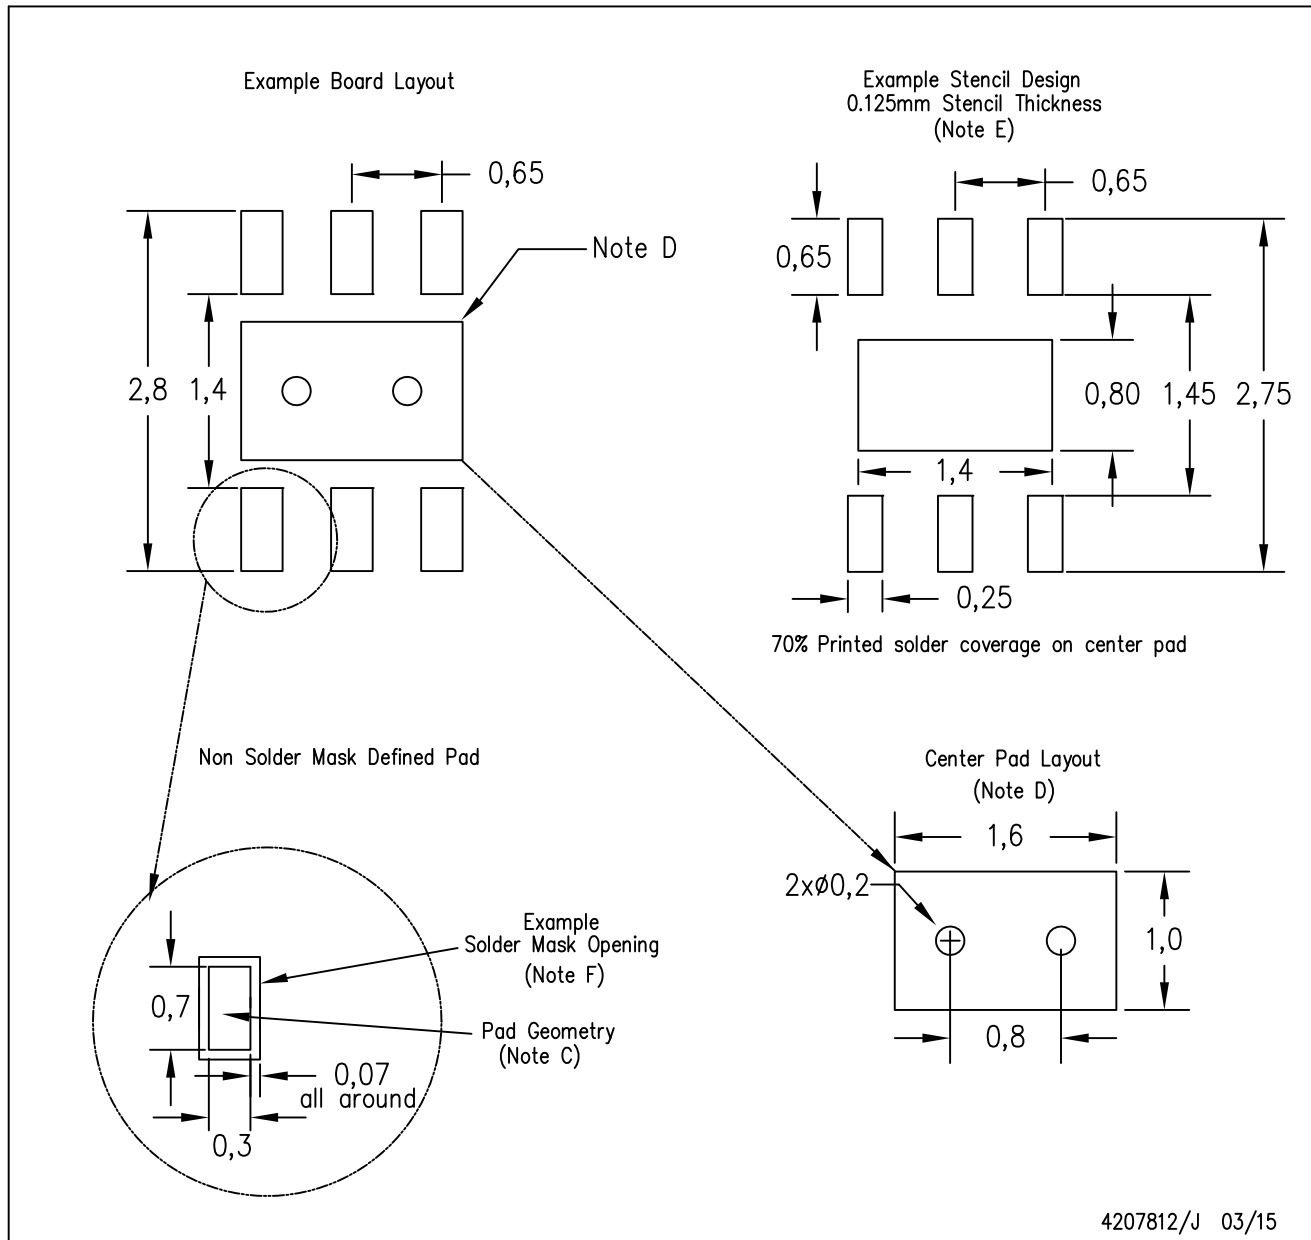 Example Board Layout
0,65
Note D
2,8
1,4
Example Stencil Design
0.125mm Stencil Thickness
(Note E)
0,65
0,65
0,80
1,45
2,75
1,4
0,25
70% Printed solder coverage on center pad
Non Solder Mask Defined Pad
Example
Solder Mask Opening
(Note F)
0,7
Pad Geometry
(Note C)
0,07
all around
0,3
Center Pad Layout
(Note D)
1,6
2xø0,2
1,0
0,8
4207812/J 03/15